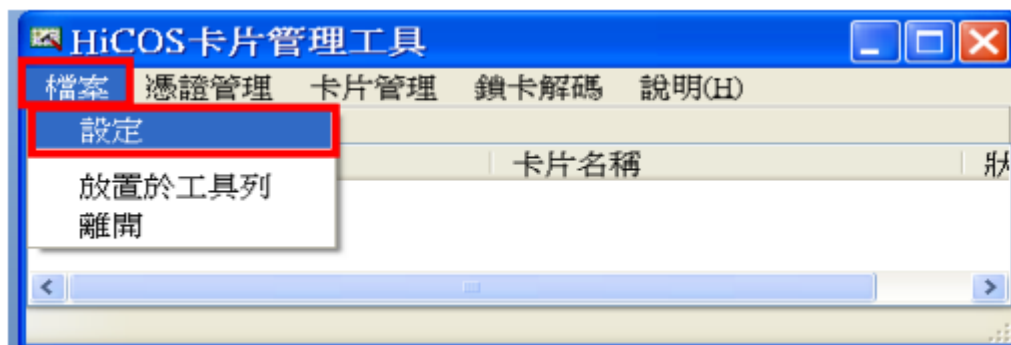 HiCOS卡片管理工具
檔案 憑證管理 卡片管理 鎖卡解碼 說明(H)
設定
卡片名稱 狀
放置於工具列
離開